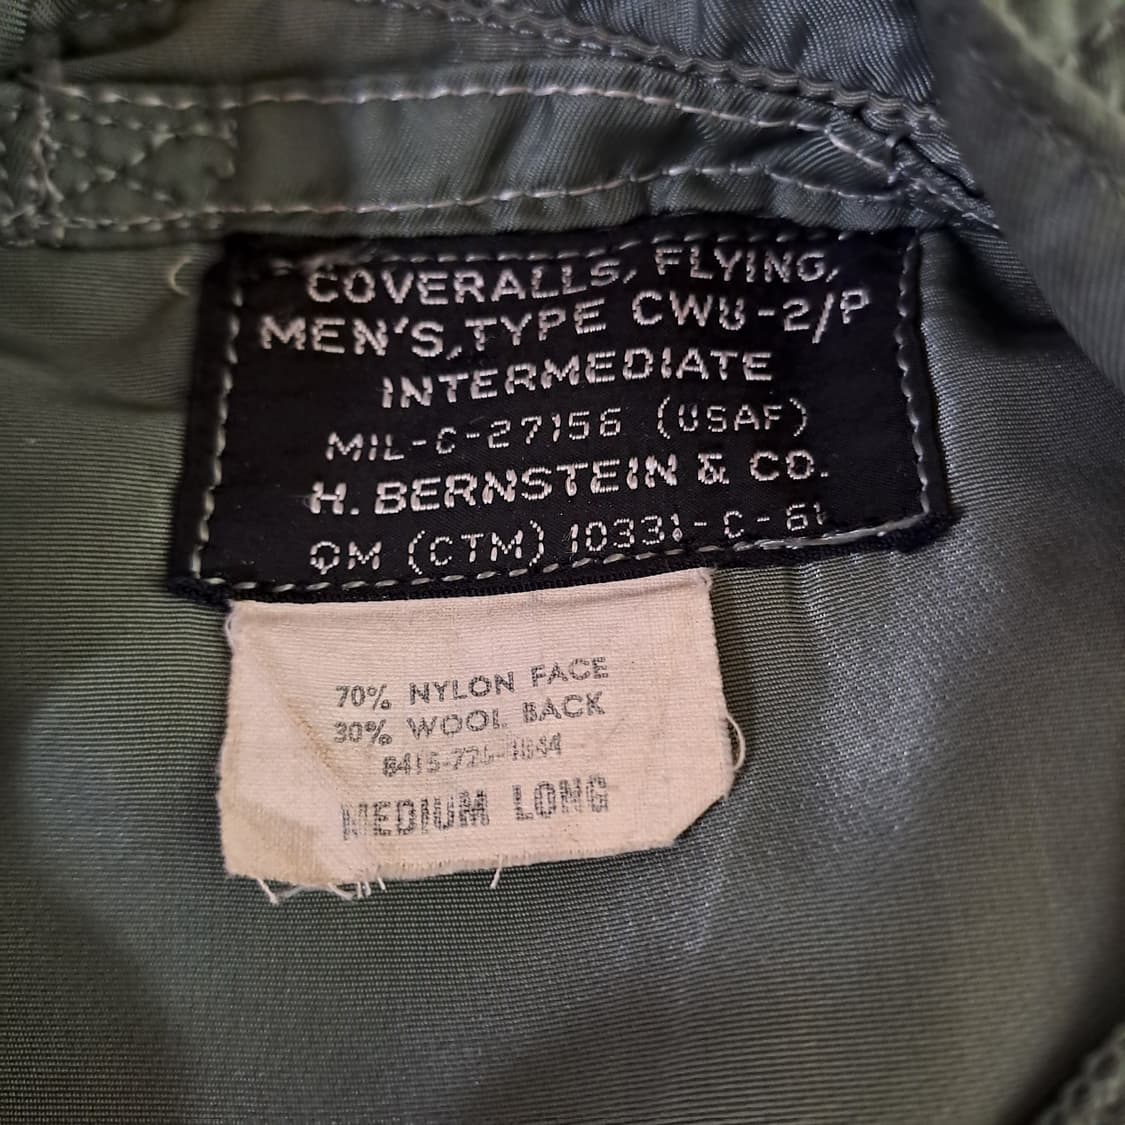 COVERALLS, FLYING,
MEN'S, TYPE CWU-2/P
INTERMEDIATE
MIL-C-27156 (USAF)
H. BERNSTEIN & CO.
QM (CTM) 10331-C-61
70% NYLON FACE
30% WOOL BACK
MEDIUM LONG